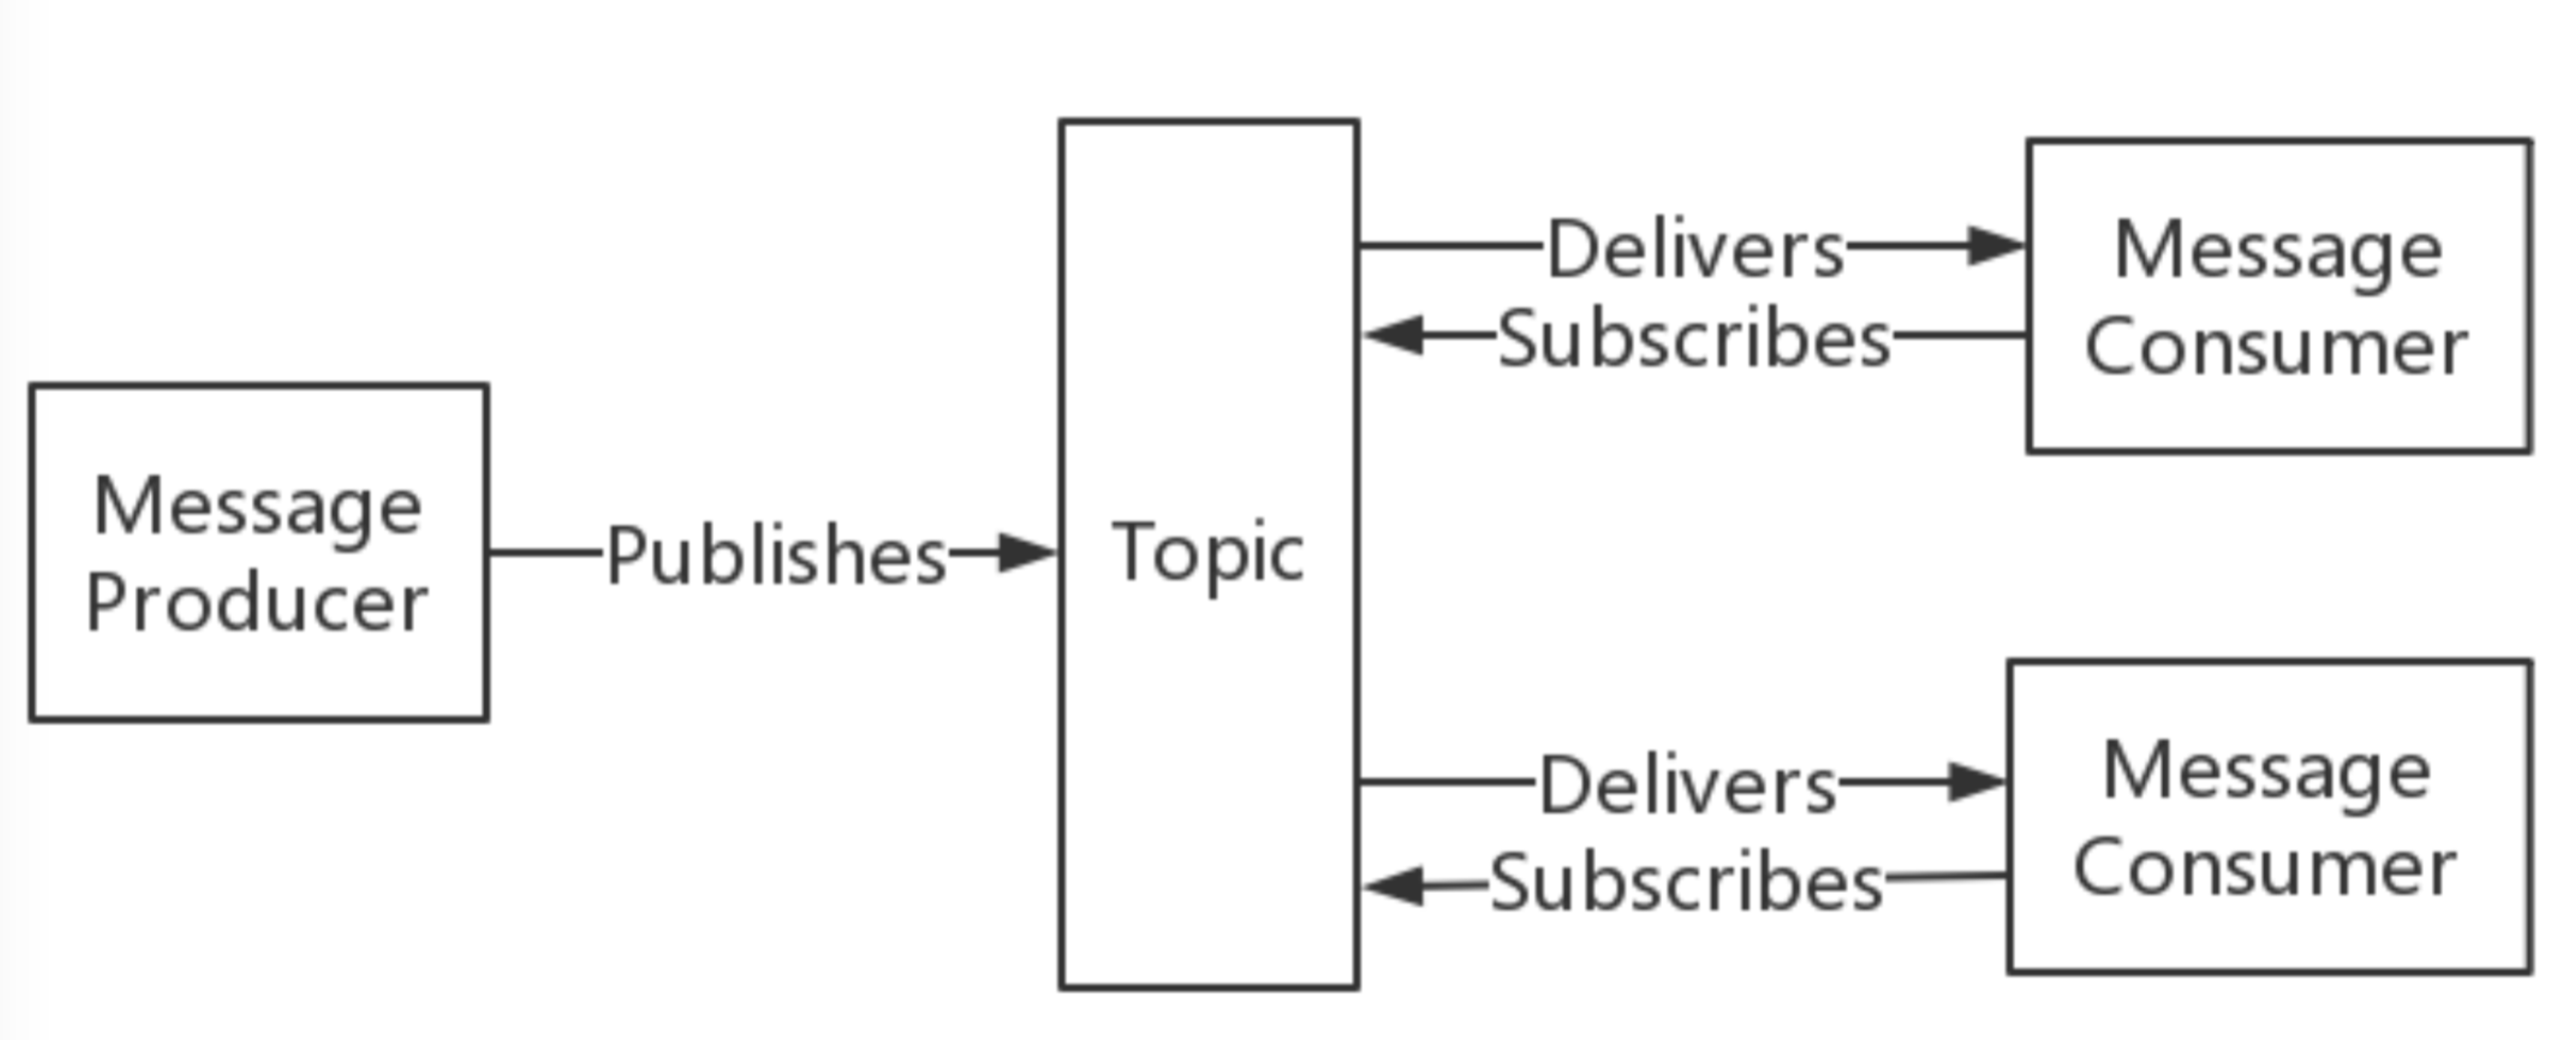 Message
Producer
Publishes
Topic
Delivers
Subscribes
Message
Consumer
Delivers
Subscribes
Message
Consumer